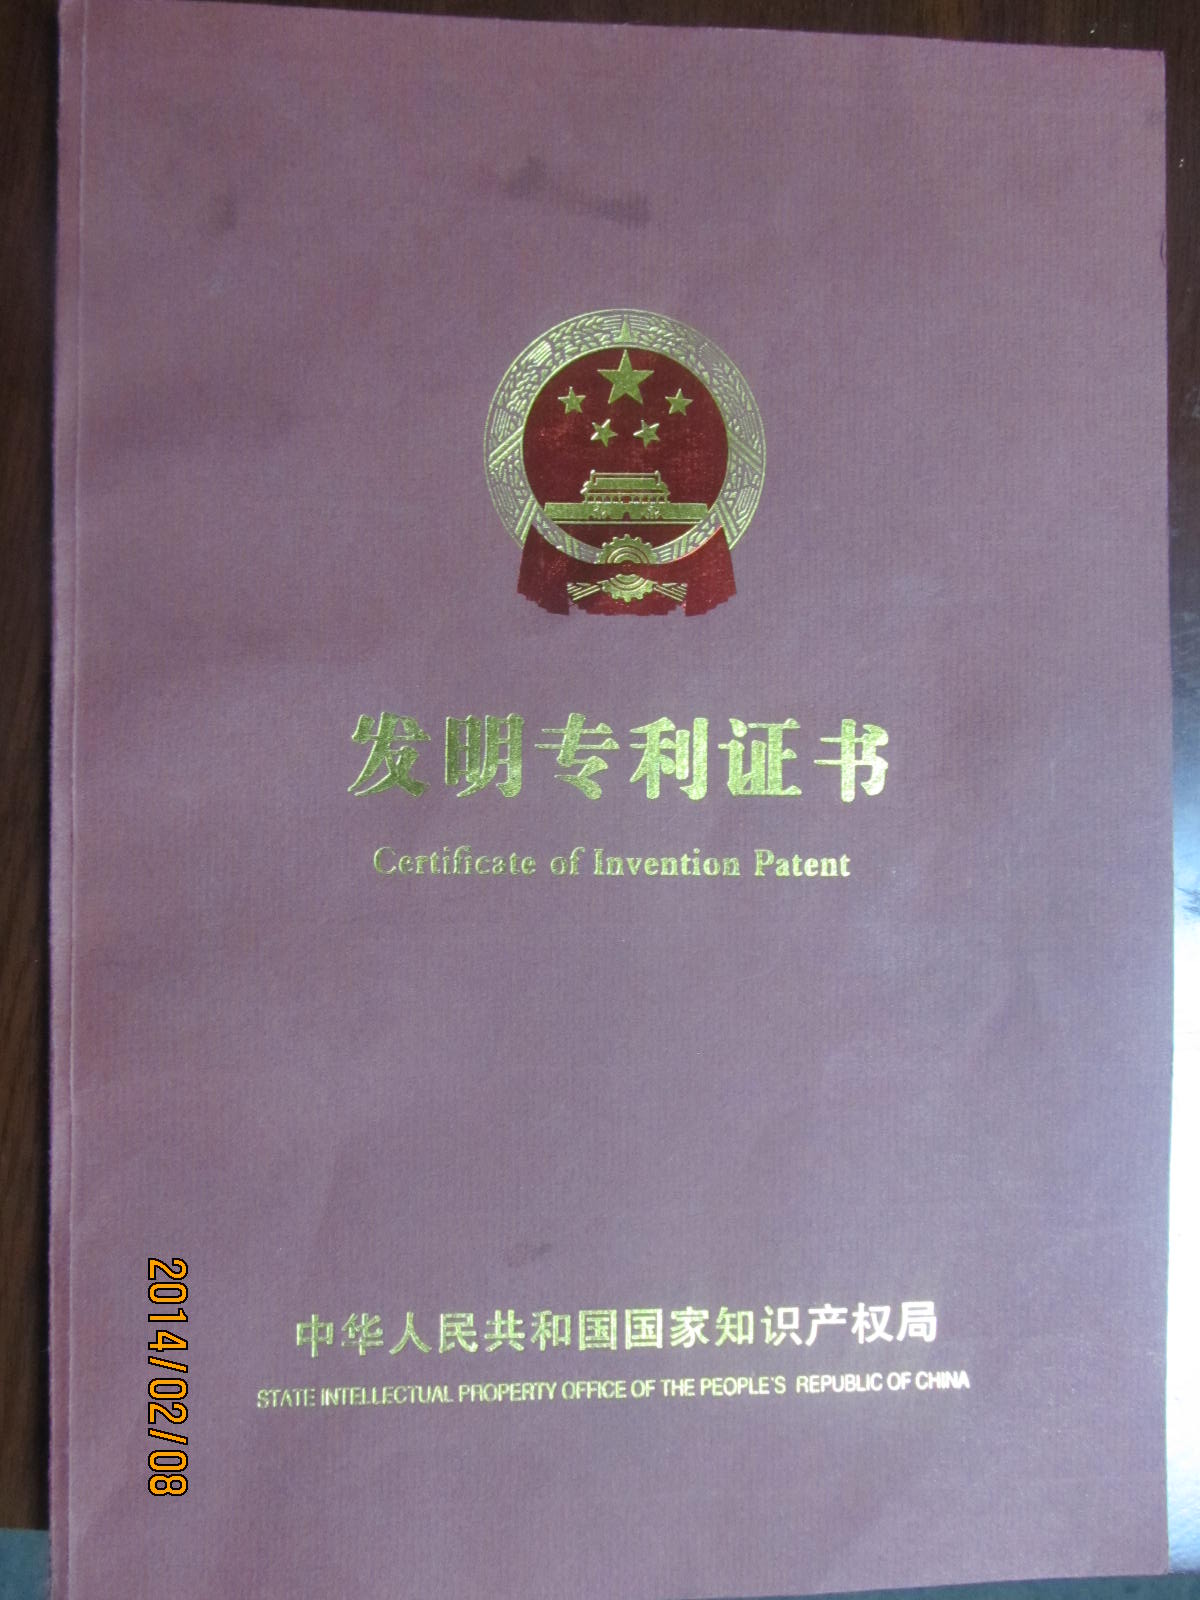 发明专利证书
Certificate of Invention Patent
中华人民共和国国家知识产权局
STATE INTELLECTUAL PROPERTY OFFICE OF THE PEOPLE'S REPUBLIC OF CHINA
2014/02/08